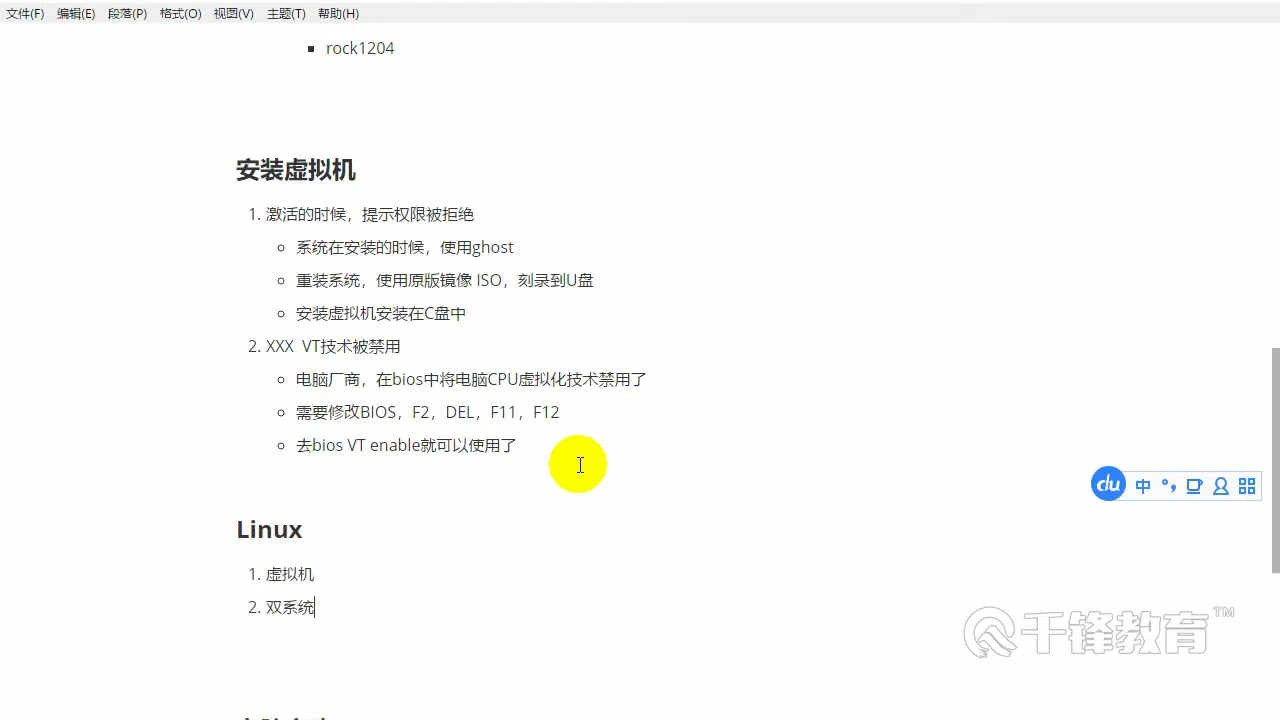 文件(F) 编辑(E) 段落(P) 格式(O) 视图(V) 主题(T) 帮助(H)
rock1204
安装虚拟机
1. 激活的时候，提示权限被拒绝
系统在安装的时候，使用ghost
重装系统，使用原版镜像 ISO，刻录到U盘
安装虚拟机安装在C盘中
2. XXX VT技术被禁用
电脑厂商，在bios中将电脑CPU虚拟化技术禁用了
需要修改BIOS，F2，DEL，F11，F12
去bios VT enable就可以使用了
du 中 °，
Linux
1. 虚拟机
2. 双系统
千锋教育™